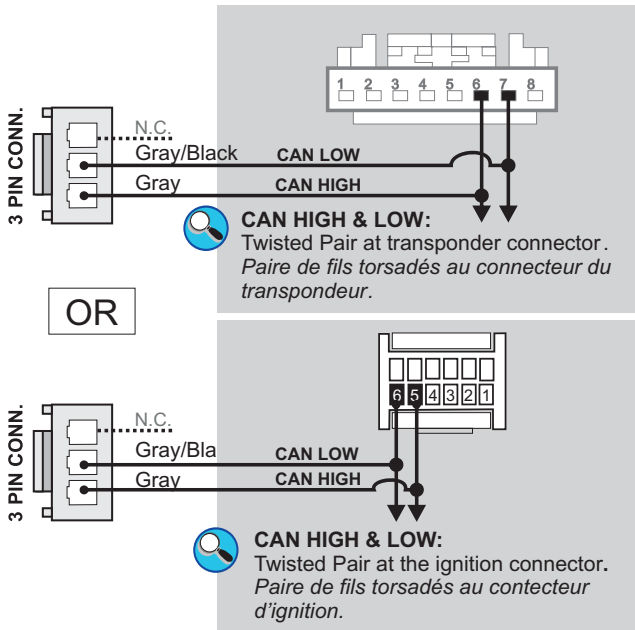 1 2 3 4 5 6 7 8
3 PIN CONN.
N.C.
Gray/Black CAN LOW
Gray CAN HIGH
CAN HIGH & LOW:
Twisted Pair at transponder connector.
Paire de fils torsadés au connecteur du
transpondeur.
OR
6 5 4 3 2 1
3 PIN CONN.
N.C.
Gray/Bla CAN LOW
Gray CAN HIGH
CAN HIGH & LOW:
Twisted Pair at the ignition connector.
Paire de fils torsadés au contecteur
d'ignition.